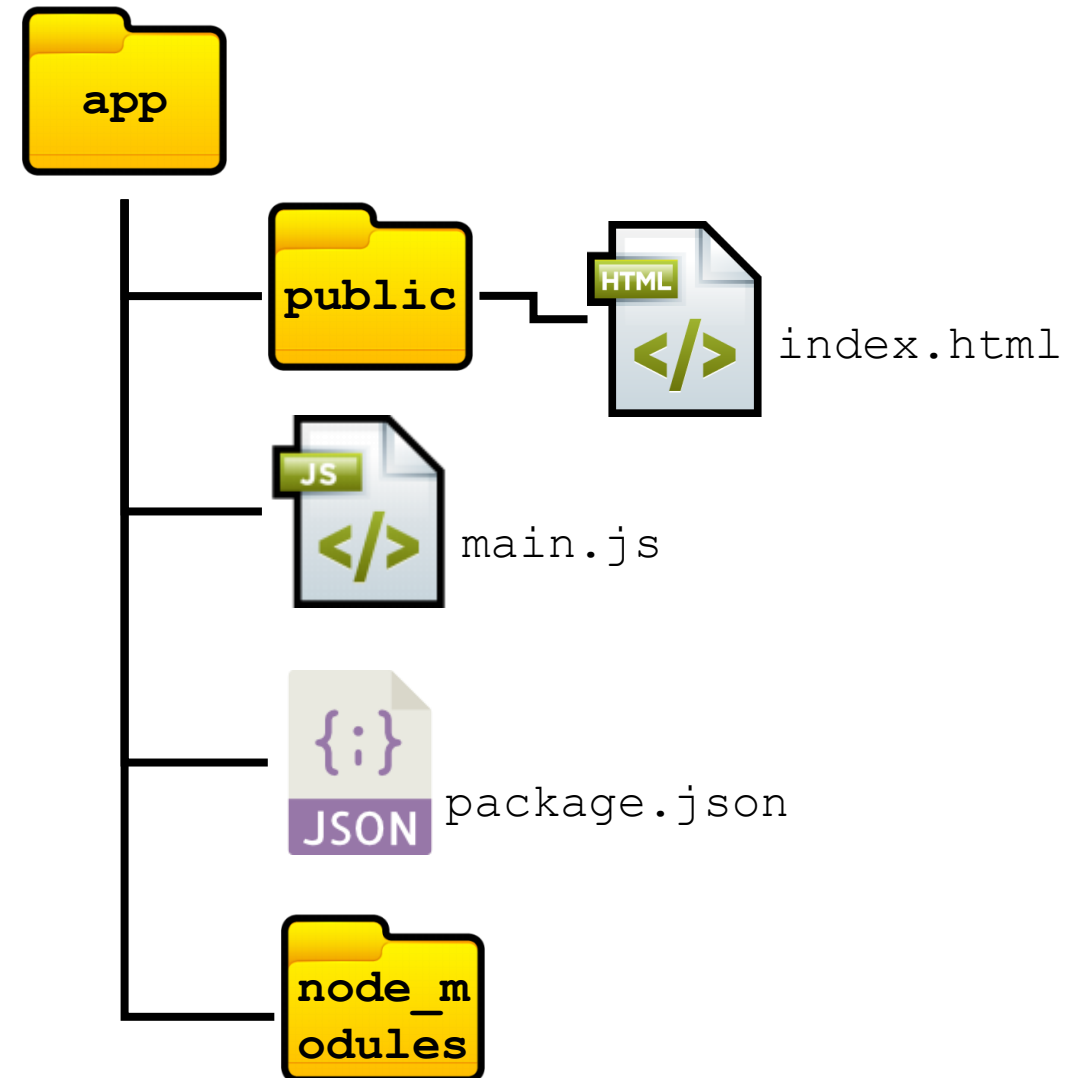 app
public
HTML
</>
index.html
JS
</>
main.js
{;}
JSON
package.json
node_m
odules